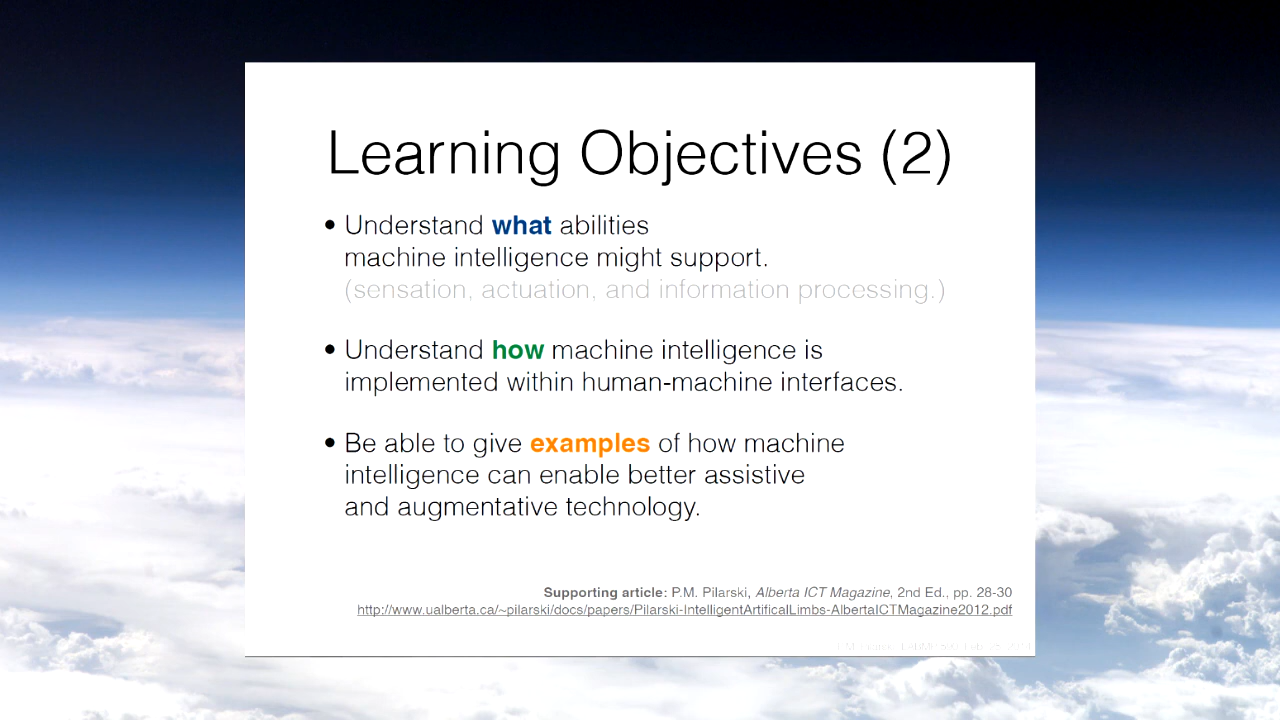 Learning Objectives (2)
• Understand what abilities
machine intelligence might support.
(sensation, actuation, and information processing.)
• Understand how machine intelligence is
implemented within human-machine interfaces.
• Be able to give examples of how machine
intelligence can enable better assistive
and augmentative technology.
Supporting article: P.M. Pilarski, Alberta ICT Magazine, 2nd Ed., pp. 28-30
http://www.ualberta.ca/~pilarski/docs/papers/Pilarski-IntelligentArtificalLimbs-AlbertaICTMagazine2012.pdf